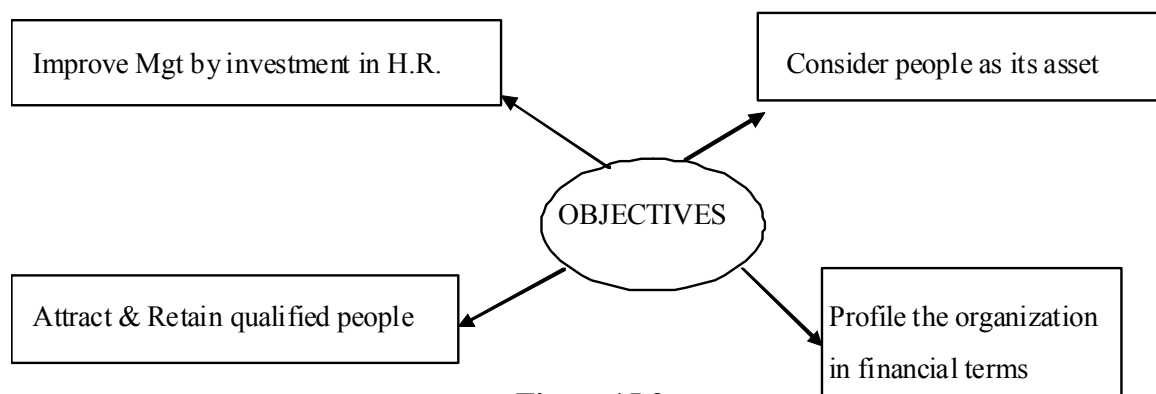 Improve Mgt by investment in H.R.
Consider people as its asset
OBJECTIVES
Attract & Retain qualified people
Profile the organization
in financial terms